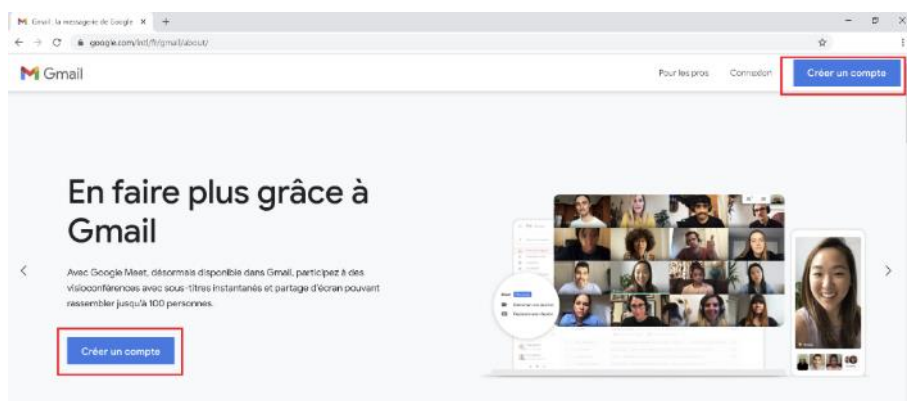 Gmail : la messagerie de Google
google.com/intl/fr/gmail/about/
Gmail
Pour les pros
Connexion
Créer un compte
En faire plus grâce à
Gmail
Avec Google Meet, désormais disponible dans Gmail, participez à des
visioconférences avec sous-titres instantanés et partage d'écran pouvant
rassembler jusqu'à 100 personnes.
Créer un compte